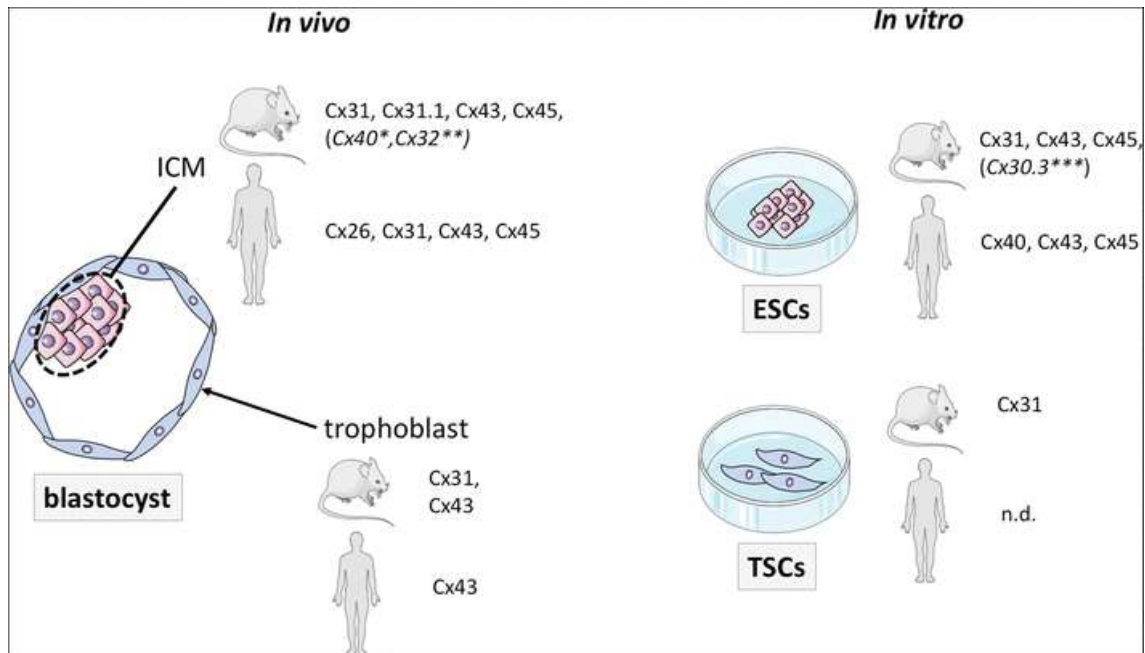 In vivo
Cx31, Cx31.1, Cx43, Cx45,
(Cx40*,Cx32**)
ICM
Cx26, Cx31, Cx43, Cx45
trophoblast
blastocyst
Cx31,
Cx43
Cx43
In vitro
Cx31, Cx43, Cx45,
(Cx30.3***)
Cx40, Cx43, Cx45
ESCs
Cx31
n.d.
TSCs